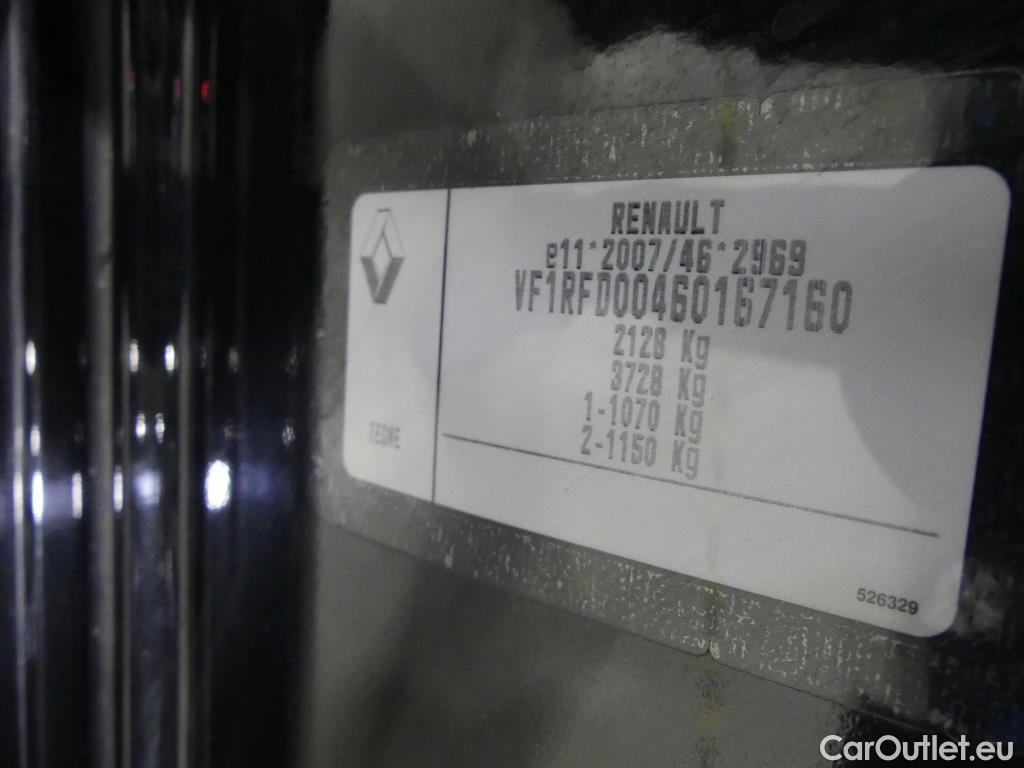 RENAULT
e11*2007/46*2969
VF1RFD00460167160
2128 Kg
3728 Kg
1-1070 Kg
2-1150 Kg
TEGNE
526329
CarOutlet.eu